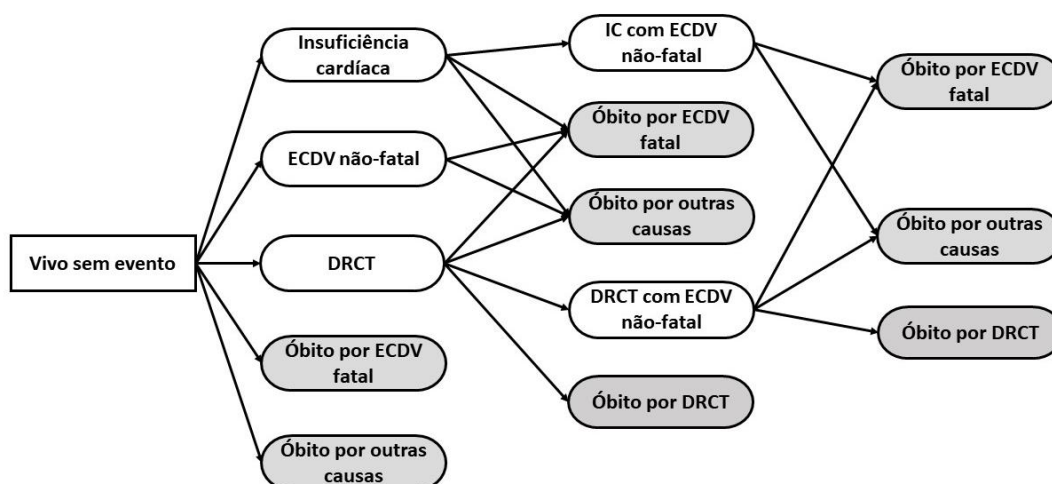 Vivo sem evento
Insuficiência
cardíaca
ECDV não-fatal
DRCT
Óbito por ECDV
fatal
Óbito por outras
causas
IC com ECDV
não-fatal
Óbito por ECDV
fatal
Óbito por outras
causas
DRCT com ECDV
não-fatal
Óbito por DRCT
Óbito por ECDV
fatal
Óbito por outras
causas
Óbito por DRCT